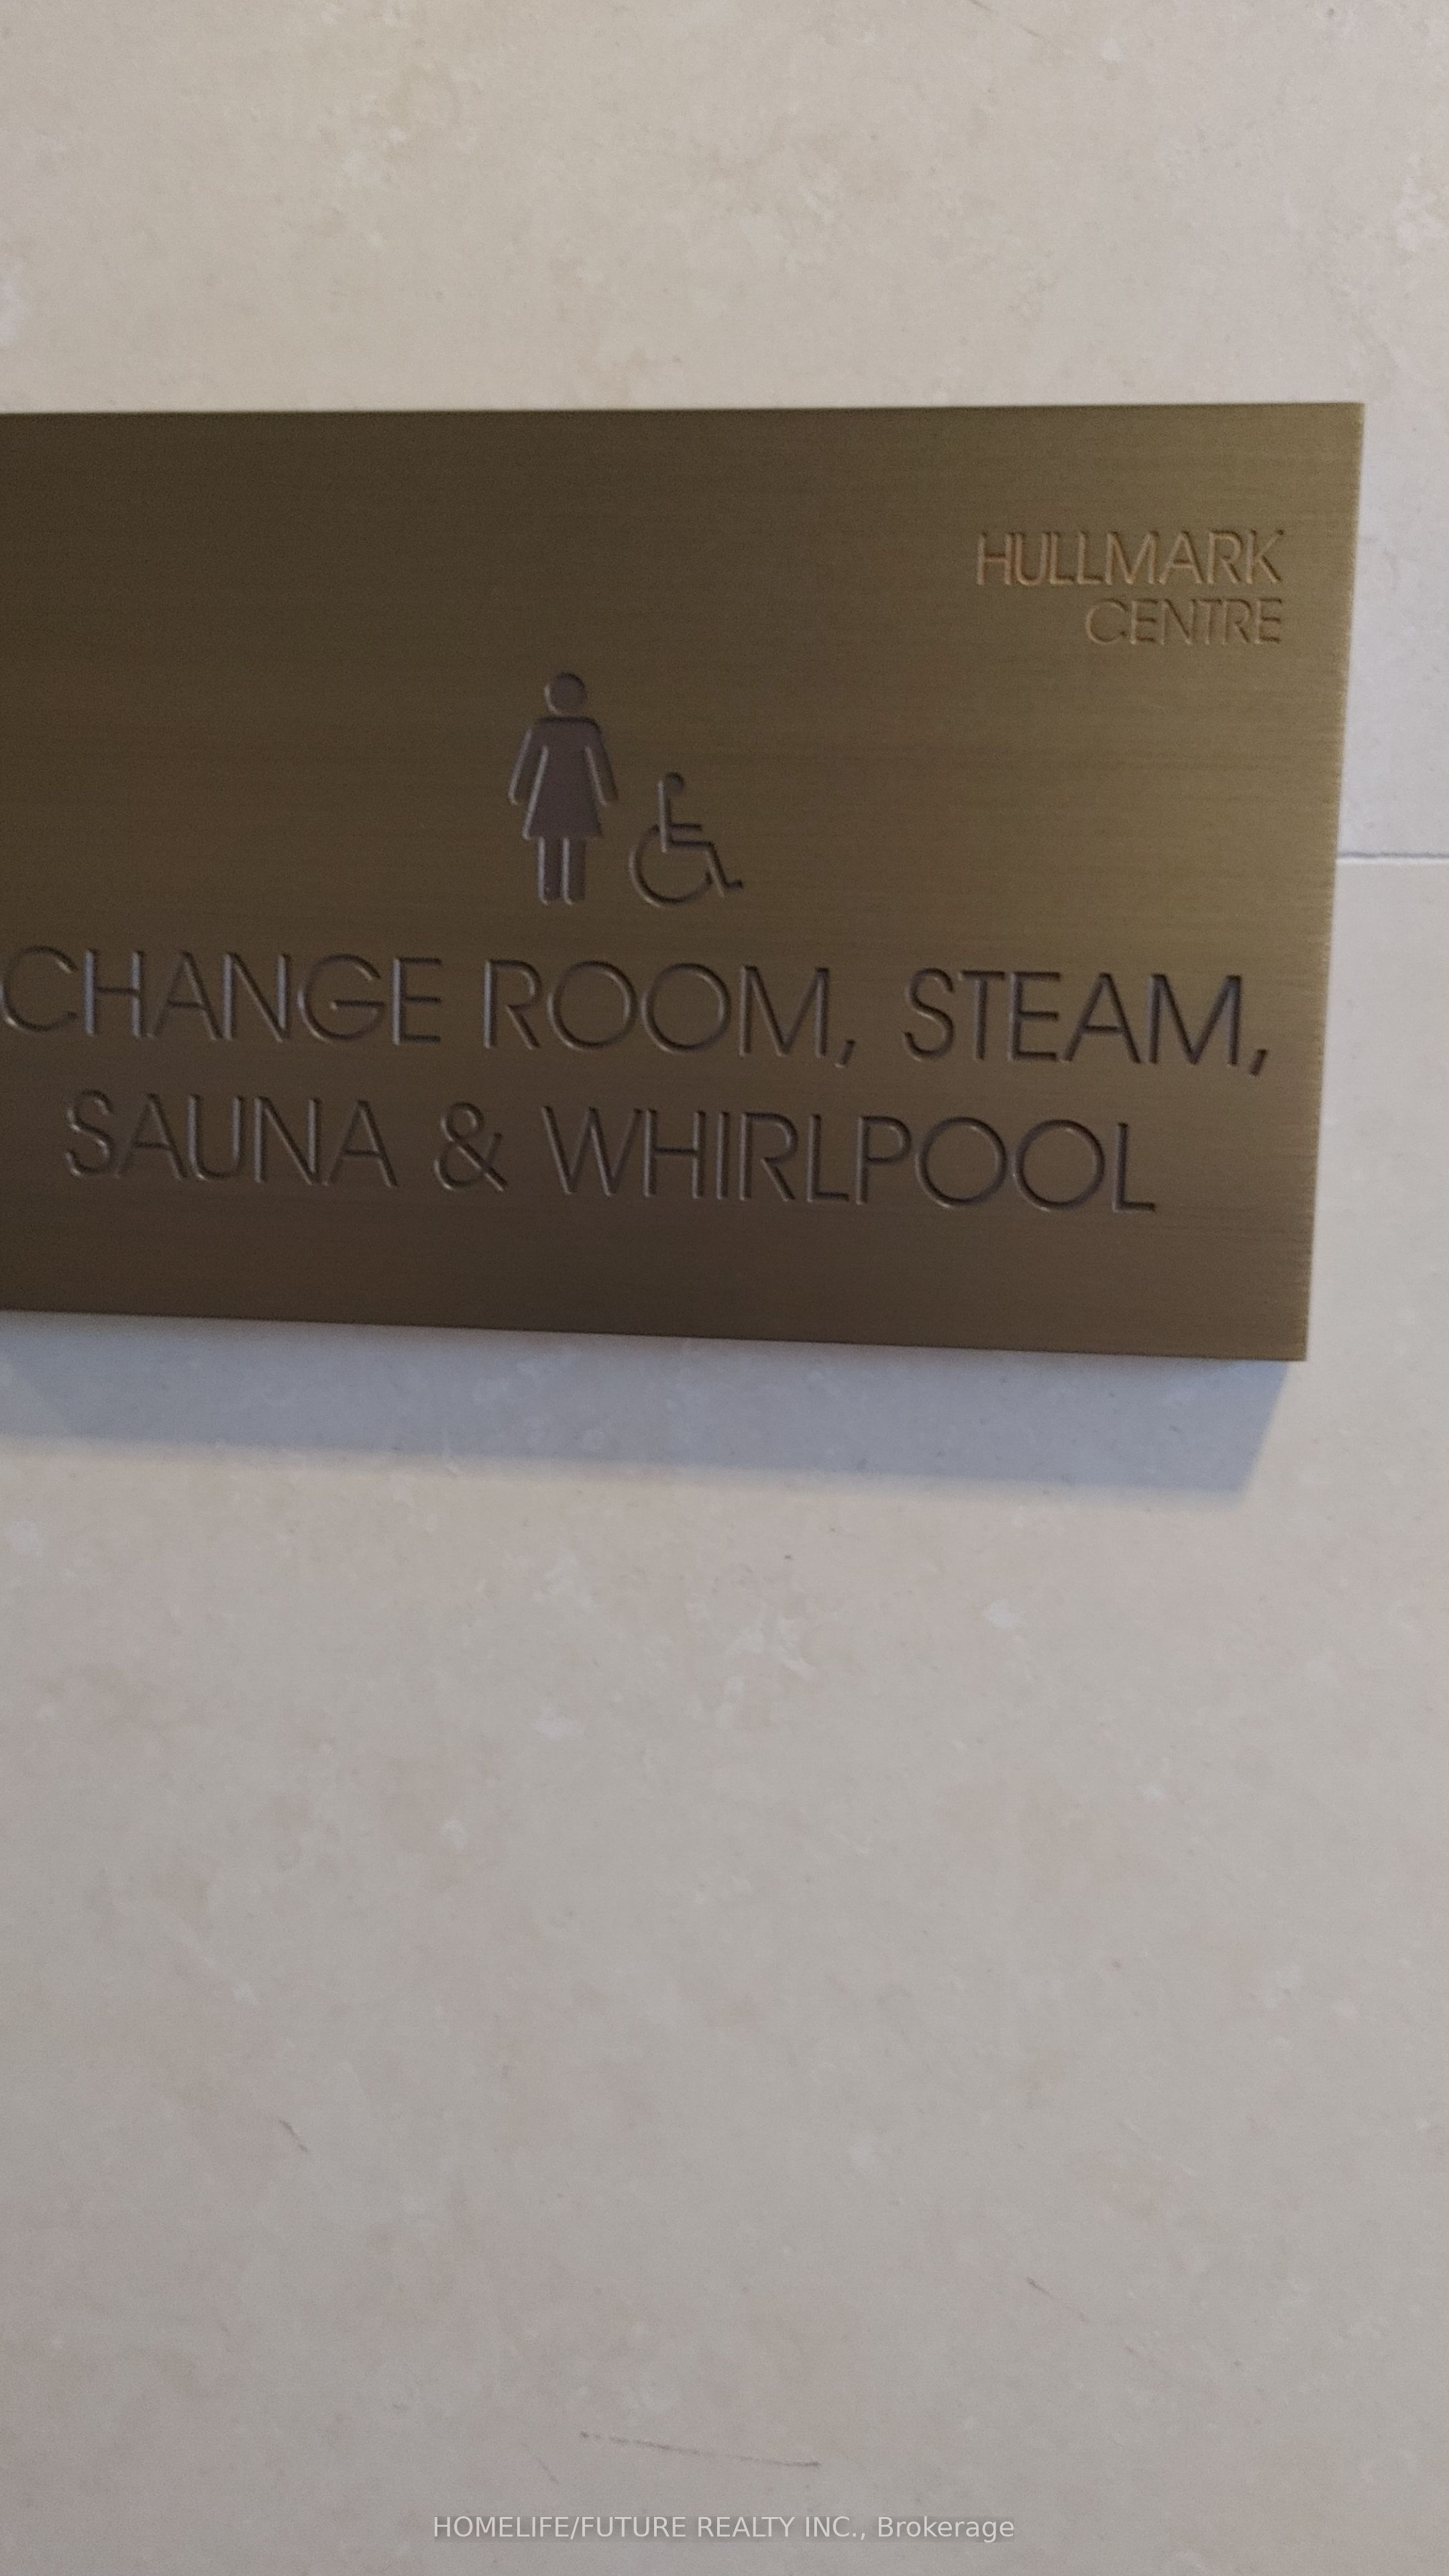 HULLMARK
CENTRE
CHANGE ROOM, STEAM,
SAUNA & WHIRLPOOL
HOMELIFE/FUTURE REALTY INC., Brokerage